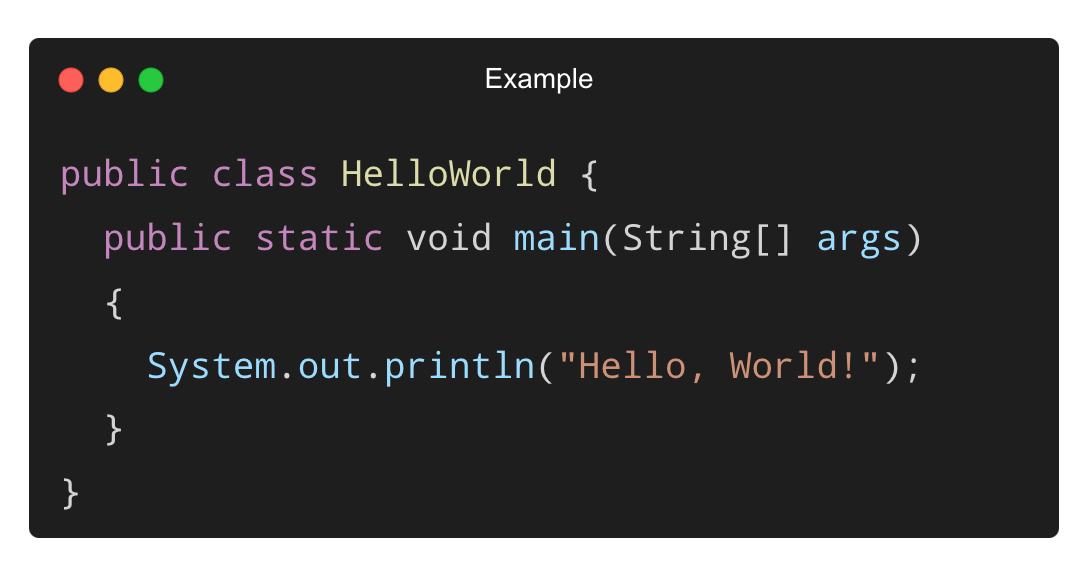 Example
public class HelloWorld {
  public static void main(String[] args)
  {
    System.out.println("Hello, World!");
  }
}